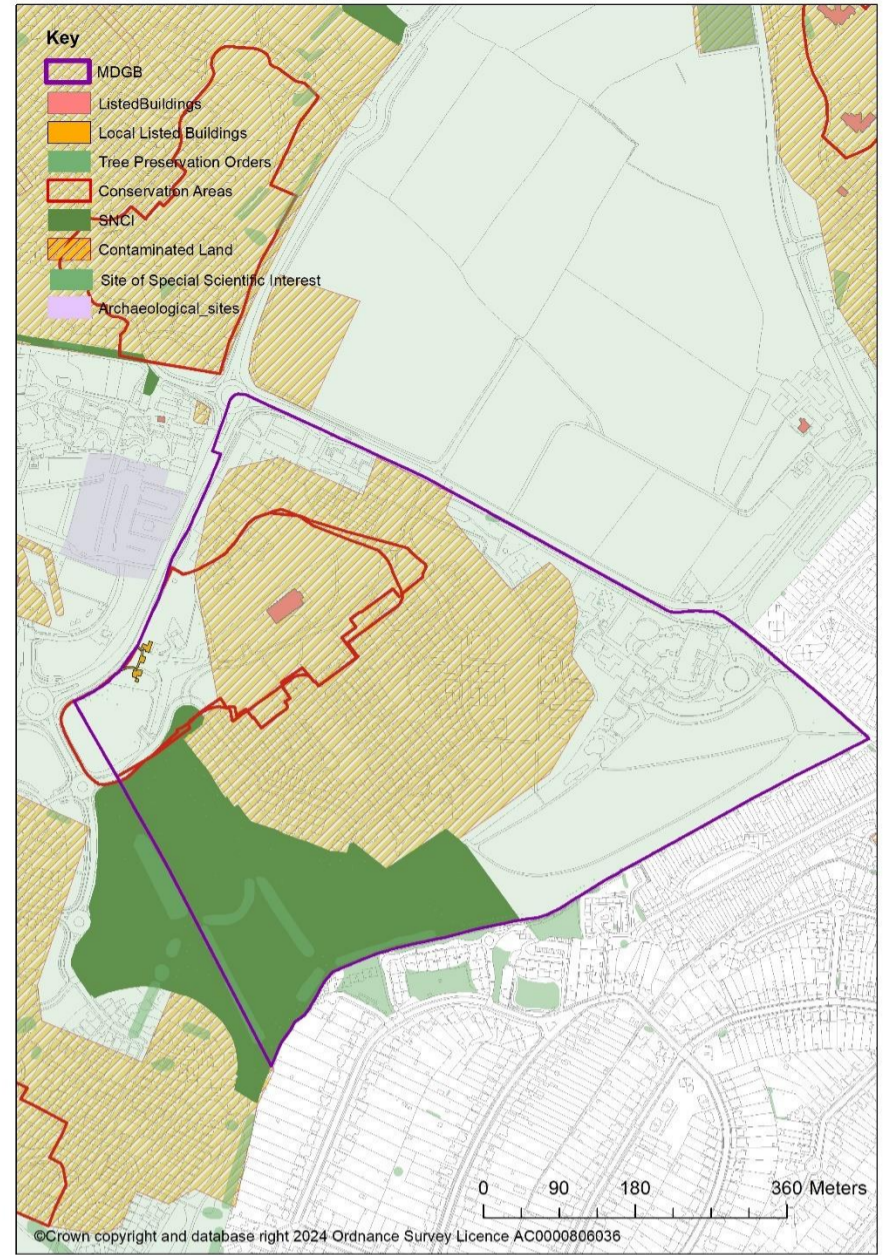 Key
MDGB
ListedBuildings
Local Listed Buildings
Tree Preservation Orders
Conservation Areas
SNCI
Contaminated Land
Site of Special Scientific Interest
Archaeological_sites
0 90 180 360 Meters
©Crown copyright and database right 2024 Ordnance Survey Licence AC0000806036